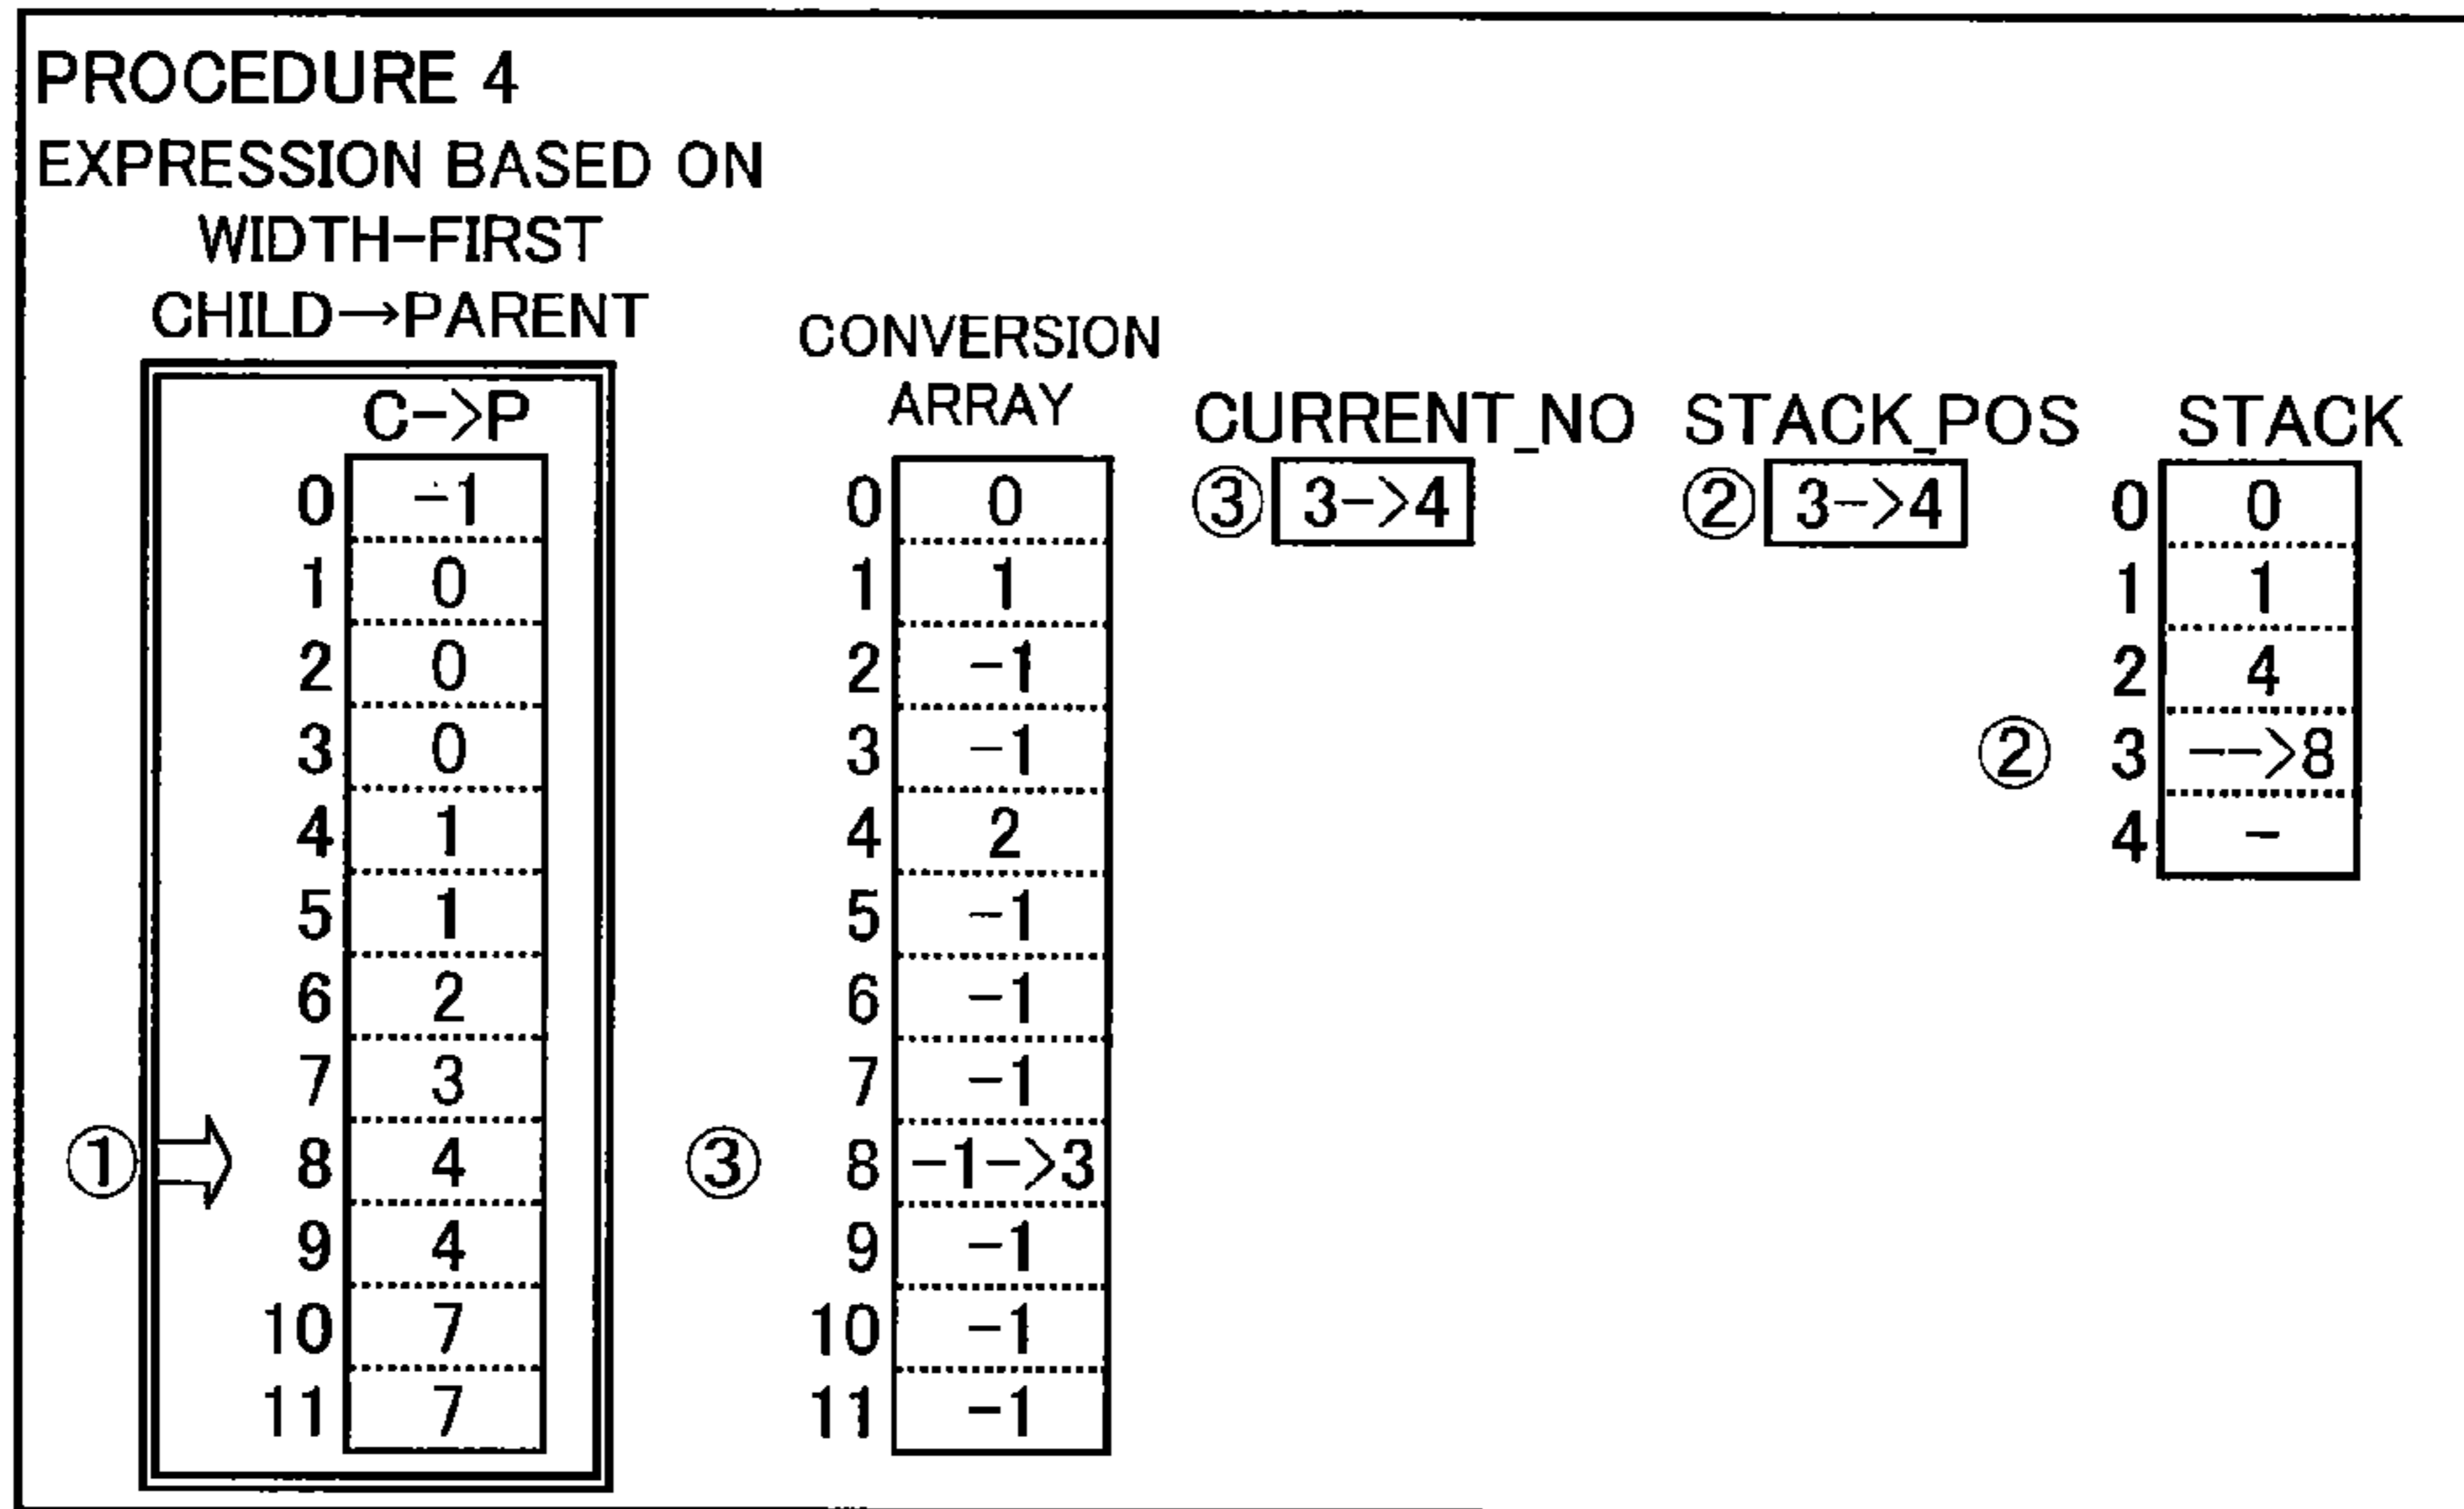 PROCEDURE 4
EXPRESSION BASED ON
WIDTH-FIRST
CHILD→PARENT
CONVERSION
ARRAY
CURRENT_NO STACK_POS STACK
C->P
0 -1 0 0 ③ 3->4 ② 3->4 0 0
1 0 1 1 1 1
2 0 2 -1 2 4
3 0 3 -1 ② 3 -->8
4 1 4 2 4 -
5 1 5 -1
6 2 6 -1
7 3 7 -1
① 8 4 ③ 8 -1->3
9 4 9 -1
10 7 10 -1
11 7 11 -1